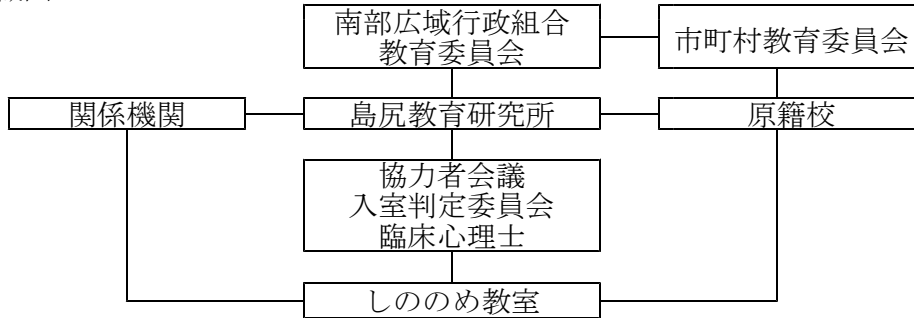 南部広域行政組合
教育委員会
市町村教育委員会
関係機関
島尻教育研究所
原籍校
協力者会議
入室判定委員会
臨床心理士
しののめ教室